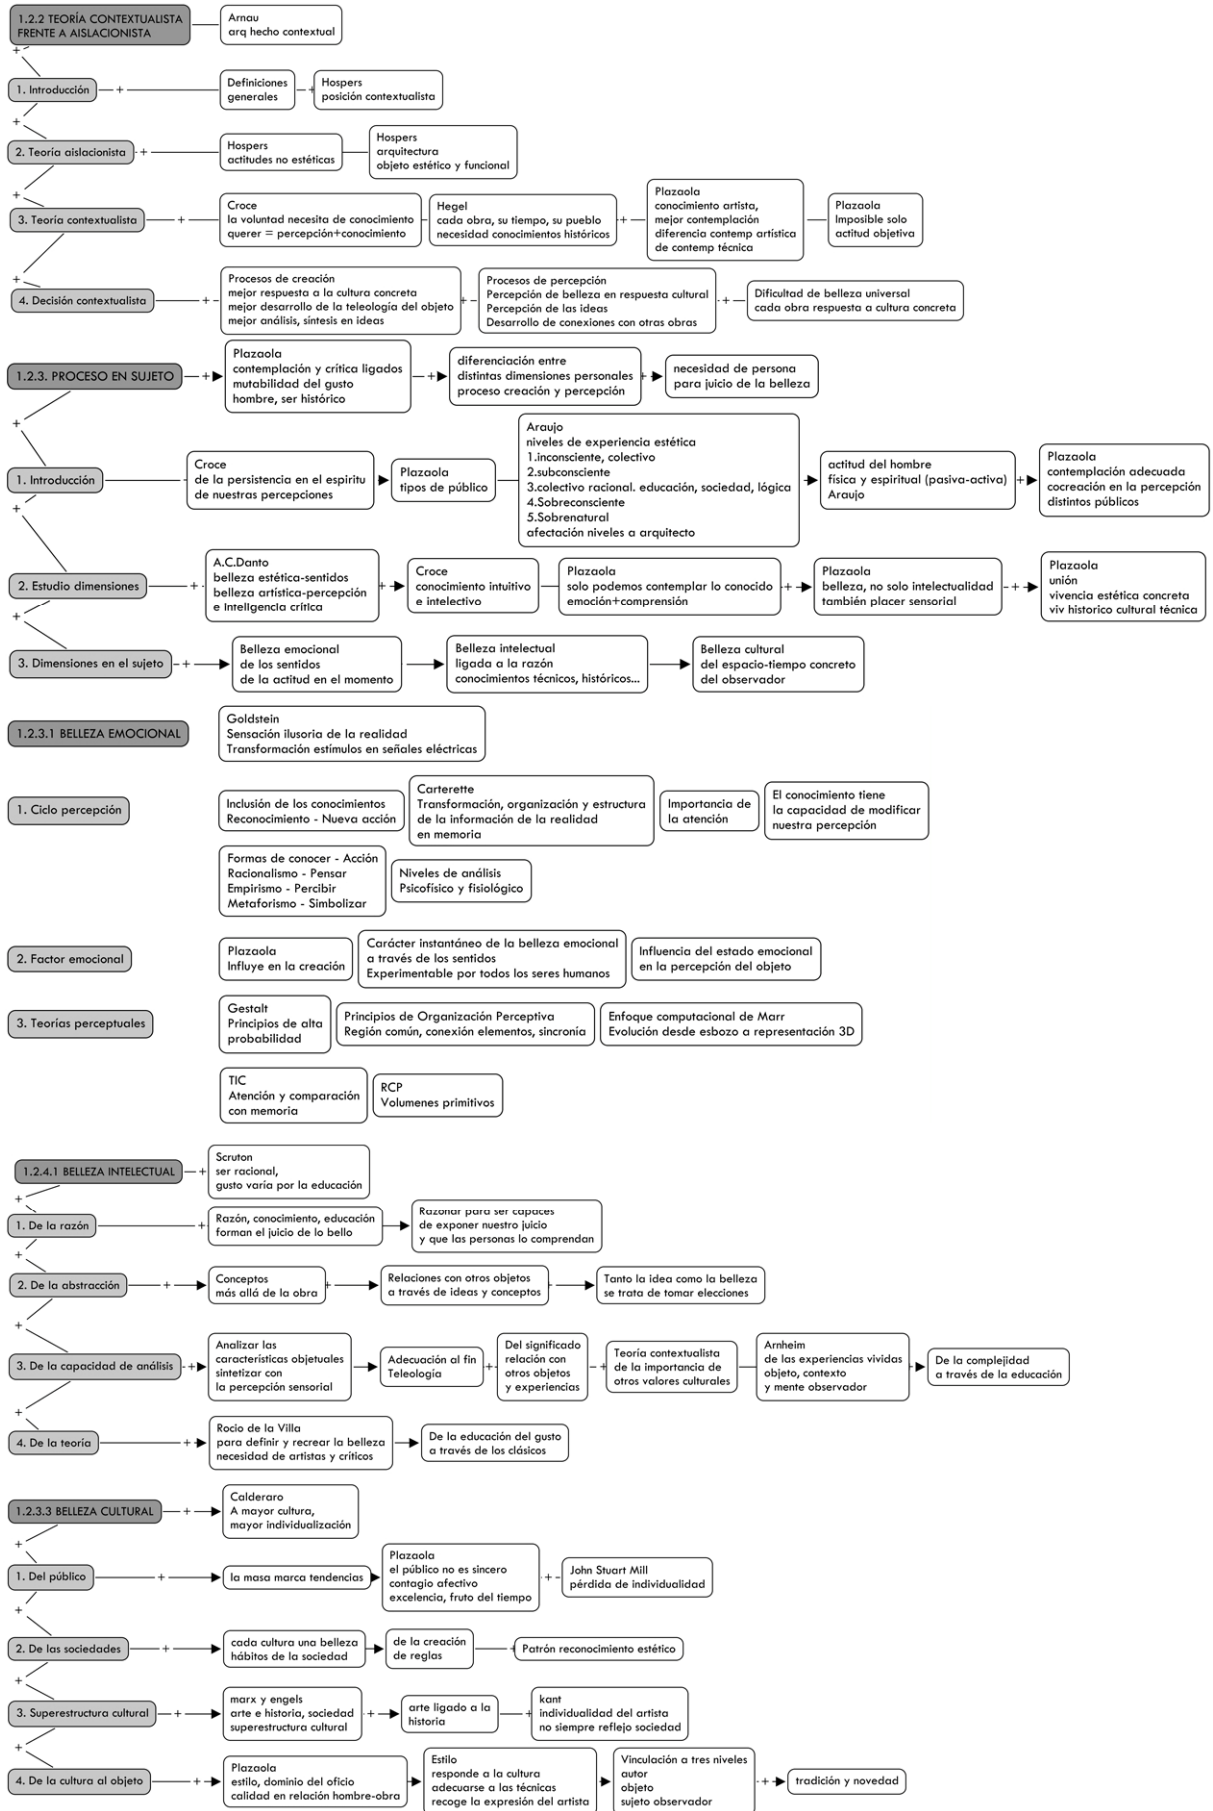 1.2.2 TEORÍA CONTEXTUALISTA
FRENTE A AISLACIONISTA
Arnau
arq hecho contextual
+
1. Introducción
+
Definiciones
generales
+
Hospers
posición contextualista
+
2. Teoría aislacionista
+
Hospers
actitudes no estéticas
Hospers
arquitectura
objeto estético y funcional
+
3. Teoría contextualista
+
Croce
la voluntad necesita de conocimiento
querer = percepción+conocimiento
Hegel
cada obra, su tiempo, su pueblo
necesidad conocimientos históricos
+
Plazaola
conocimiento artista,
mejor contemplación
diferencia contemp artística
de contemp técnica
Plazaola
Imposible solo
actitud objetiva
+
4. Decisión contextualista
+
Procesos de creación
mejor respuesta a la cultura concreta
mejor desarrollo de la teleología del objeto
mejor análisis, síntesis en ideas
+
Procesos de percepción
Percepción de belleza en respuesta cultural
Percepción de las ideas
Desarrollo de conexiones con otras obras
+
Dificultad de belleza universal
cada obra respuesta a cultura concreta
1.2.3. PROCESO EN SUJETO
+
Plazaola
contemplación y crítica ligados
mutabilidad del gusto
hombre, ser histórico
+
diferenciación entre
distintas dimensiones personales
proceso creación y percepción
+
necesidad de persona
para juicio de la belleza
+
1. Introducción
Croce
de la persistencia en el espíritu
de nuestras percepciones
Plazaola
tipos de público
Araujo
niveles de experiencia estética
1.inconsciente, colectivo
2.subconsciente
3.colectivo racional. educación, sociedad, lógica
4.Sobreconsciente
5.Sobrenatural
afectación niveles a arquitecto
actitud del hombre
física y espiritual (pasiva-activa)
Araujo
+
Plazaola
contemplación adecuada
cocreación en la percepción
distintos públicos
+
2. Estudio dimensiones
+
A.C.Danto
belleza estética-sentidos
belleza artística-percepción
e Inteligencia crítica
+
Croce
conocimiento intuitivo
e intelectivo
Plazaola
solo podemos contemplar lo conocido
emoción+comprensión
+
Plazaola
belleza, no solo intelectualidad
también placer sensorial
+
Plazaola
unión
vivencia estética concreta
viv historico cultural técnica
+
3. Dimensiones en el sujeto
+
Belleza emocional
de los sentidos
de la actitud en el momento
Belleza intelectual
ligada a la razón
conocimientos técnicos, históricos...
Belleza cultural
del espacio-tiempo concreto
del observador
1.2.3.1 BELLEZA EMOCIONAL
Goldstein
Sensación ilusoria de la realidad
Transformación estímulos en señales eléctricas
1. Ciclo percepción
Inclusión de los conocimientos
Reconocimiento - Nueva acción
Carterette
Transformación, organización y estructura
de la información de la realidad
en memoria
Importancia de
la atención
El conocimiento tiene
la capacidad de modificar
nuestra percepción
Formas de conocer - Acción
Racionalismo - Pensar
Empirismo - Percibir
Metaforismo - Simbolizar
Niveles de análisis
Psicofísico y fisiológico
2. Factor emocional
Plazaola
Influye en la creación
Carácter instantáneo de la belleza emocional
a través de los sentidos
Experimentable por todos los seres humanos
Influencia del estado emocional
en la percepción del objeto
3. Teorías perceptuales
Gestalt
Principios de alta
probabilidad
Principios de Organización Perceptiva
Región común, conexión elementos, sincronía
Enfoque computacional de Marr
Evolución desde esbozo a representación 3D
TIC
Atención y comparación
con memoria
RCP
Volumenes primitivos
1.2.4.1 BELLEZA INTELECTUAL
+
Scruton
ser racional,
gusto varía por la educación
+
1. De la razón
+
Razón, conocimiento, educación
forman el juicio de lo bello
Razonar para ser capaces
de exponer nuestro juicio
y que las personas lo comprendan
+
2. De la abstracción
+
Conceptos
más allá de la obra
+
Relaciones con otros objetos
a través de ideas y conceptos
+
Tanto la idea como la belleza
se trata de tomar elecciones
+
3. De la capacidad de análisis
+
Analizar las
características objetuales
sintetizar con
la percepción sensorial
Adecuación al fin
Teleología
+
Del significado
relación con
otros objetos
y experiencias
+
Teoría contextualista
de la importancia de
otros valores culturales
Arnheim
de las experiencias vividas
objeto, contexto
y mente observador
+
De la complejidad
a través de la educación
+
4. De la teoría
+
Rocio de la Villa
para definir y recrear la belleza
necesidad de artistas y críticos
De la educación del gusto
a través de los clásicos
1.2.3.3 BELLEZA CULTURAL
+
Calderaro
A mayor cultura,
mayor individualización
+
1. Del público
+
la masa marca tendencias
Plazaola
el público no es sincero
contagio afectivo
excelencia, fruto del tiempo
+
John Stuart Mill
pérdida de individualidad
+
2. De las sociedades
+
cada cultura una belleza
hábitos de la sociedad
de la creación
de reglas
+
Patrón reconocimiento estético
+
3. Superestructura cultural
+
marx y engels
arte e historia, sociedad
superestructura cultural
+
arte ligado a la
historia
+
kant
individualidad del artista
no siempre reflejo sociedad
+
4. De la cultura al objeto
+
Plazaola
estilo, dominio del oficio
calidad en relación hombre-obra
Estilo
responde a la cultura
adecuarse a las técnicas
recoge la expresión del artista
Vinculación a tres niveles
autor
objeto
sujeto observador
+
tradición y novedad